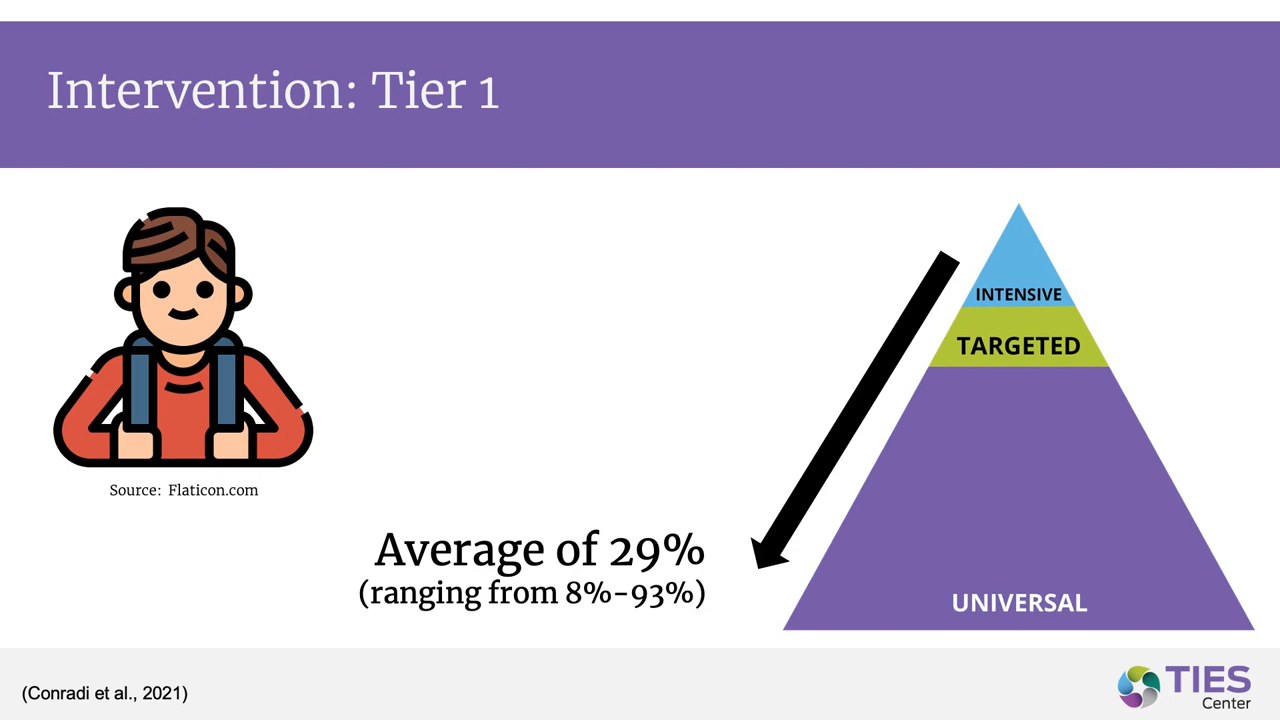 Intervention: Tier 1
Source: Flaticon.com
Average of 29%
(ranging from 8%-93%)
INTENSIVE
TARGETED
UNIVERSAL
(Conradi et al., 2021)
TIES
Center